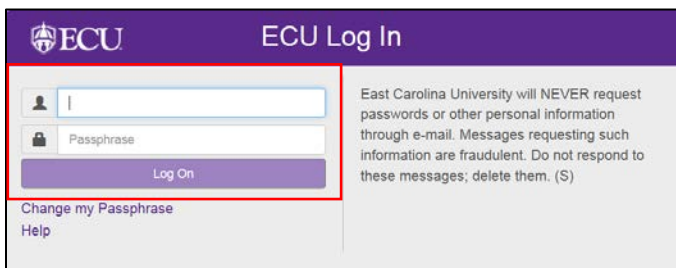 ECU
ECU Log In
Passphrase
Log On
Change my Passphrase
Help
East Carolina University will NEVER request
passwords or other personal information
through e-mail. Messages requesting such
information are fraudulent. Do not respond to
these messages; delete them. (S)